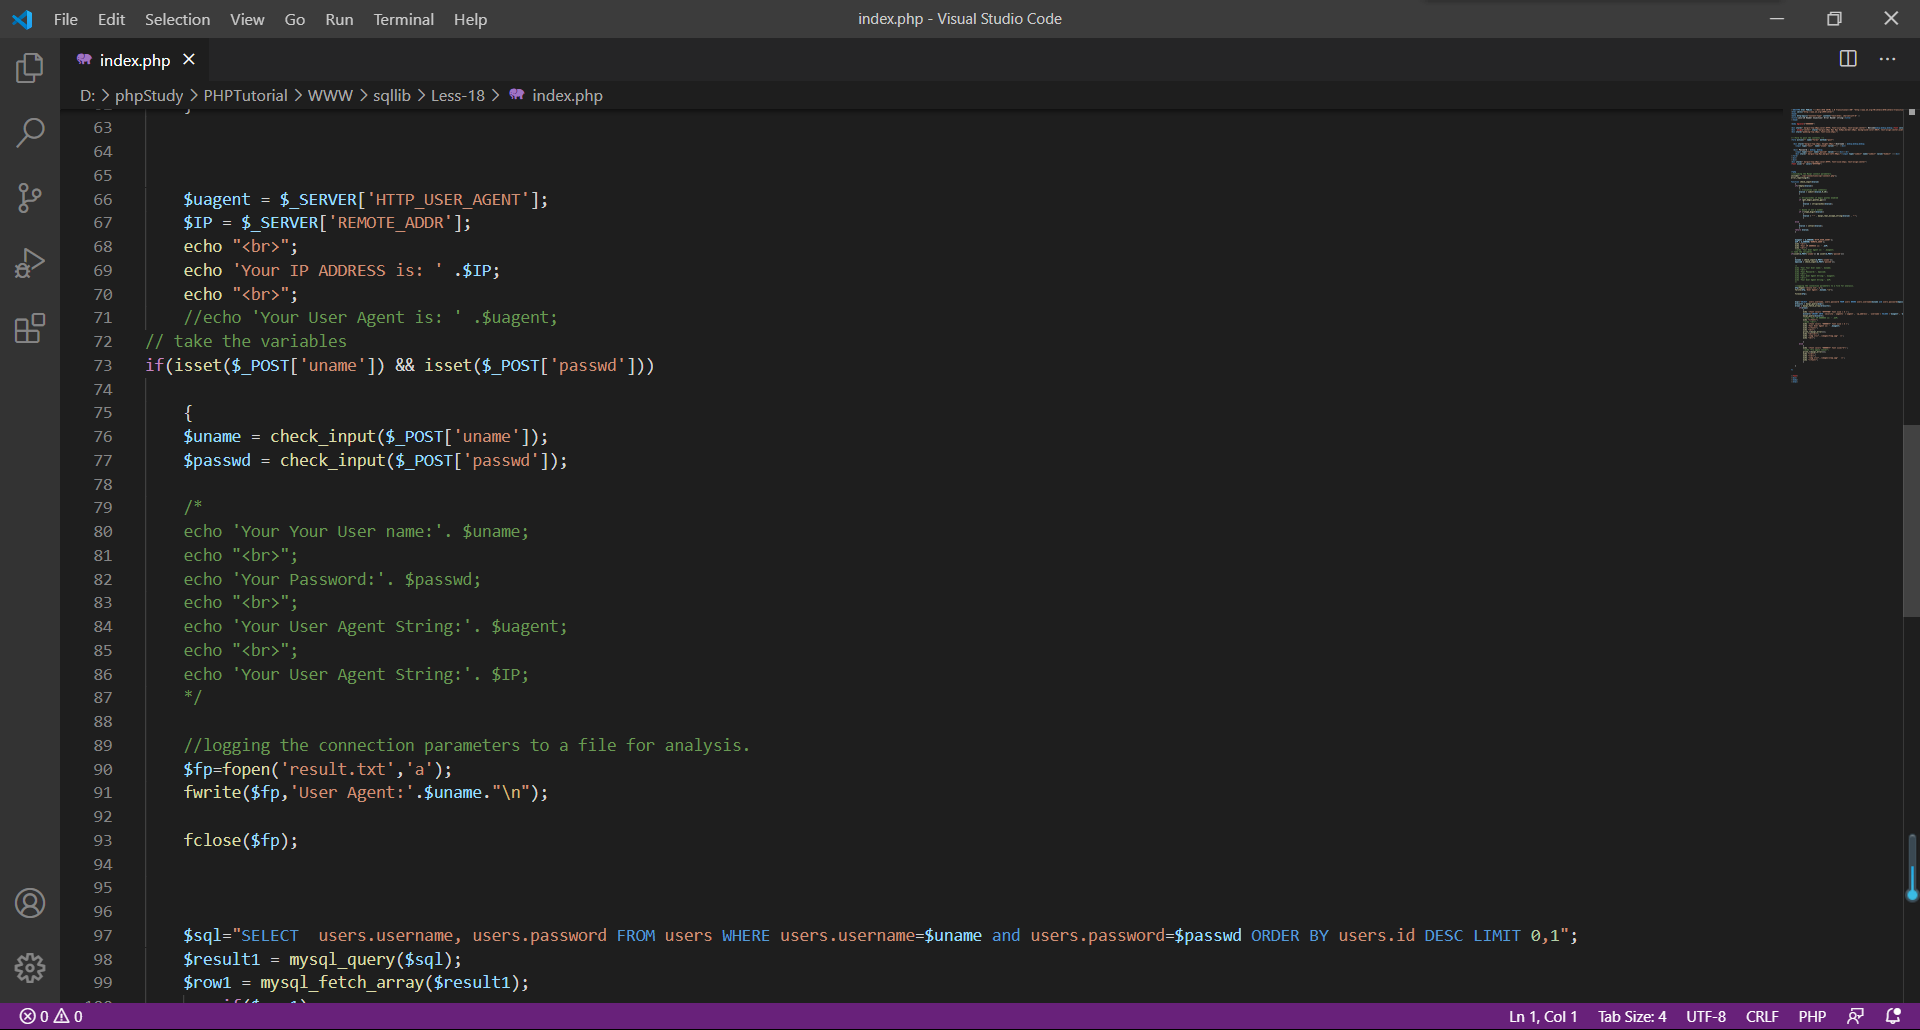 File Edit Selection View Go Run Terminal Help
index.php - Visual Studio Code
index.php
D: > phpStudy > PHPTutorial > WWW > sqllib > Less-18 > index.php
63
64
65
66 $uagent = $_SERVER['HTTP_USER_AGENT'];
67 $IP = $_SERVER['REMOTE_ADDR'];
68 echo "<br>";
69 echo 'Your IP ADDRESS is: ' .$IP;
70 echo "<br>";
71 //echo 'Your User Agent is: ' .$uagent;
72 // take the variables
73 if(isset($_POST['uname']) && isset($_POST['passwd']))
74
75 {
76 $uname = check_input($_POST['uname']);
77 $passwd = check_input($_POST['passwd']);
78
79 /*
80 echo 'Your Your User name:'. $uname;
81 echo "<br>";
82 echo 'Your Password:'. $passwd;
83 echo "<br>";
84 echo 'Your User Agent String:'. $uagent;
85 echo "<br>";
86 echo 'Your User Agent String:'. $IP;
87 */
88
89 //logging the connection parameters to a file for analysis.
90 $fp=fopen('result.txt','a');
91 fwrite($fp,'User Agent:'.$uname."\n");
92
93 fclose($fp);
94
95
96
97 $sql="SELECT  users.username, users.password FROM users WHERE users.username=$uname and users.password=$passwd ORDER BY users.id DESC LIMIT 0,1";
98 $result1 = mysql_query($sql);
99 $row1 = mysql_fetch_array($result1);
0 0
Ln 1, Col 1 Tab Size: 4 UTF-8 CRLF PHP